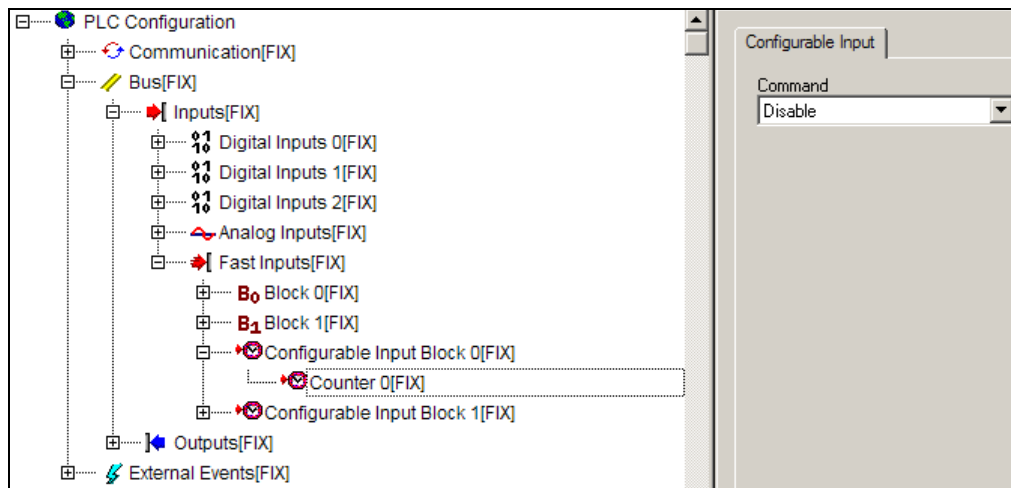 PLC Configuration
Communication[FIX]
Bus[FIX]
Inputs[FIX]
Digital Inputs 0[FIX]
Digital Inputs 1[FIX]
Digital Inputs 2[FIX]
Analog Inputs[FIX]
Fast Inputs[FIX]
B0 Block 0[FIX]
B1 Block 1[FIX]
Configurable Input Block 0[FIX]
Counter 0[FIX]
Configurable Input Block 1[FIX]
Outputs[FIX]
External Events[FIX]
Configurable Input
Command
Disable